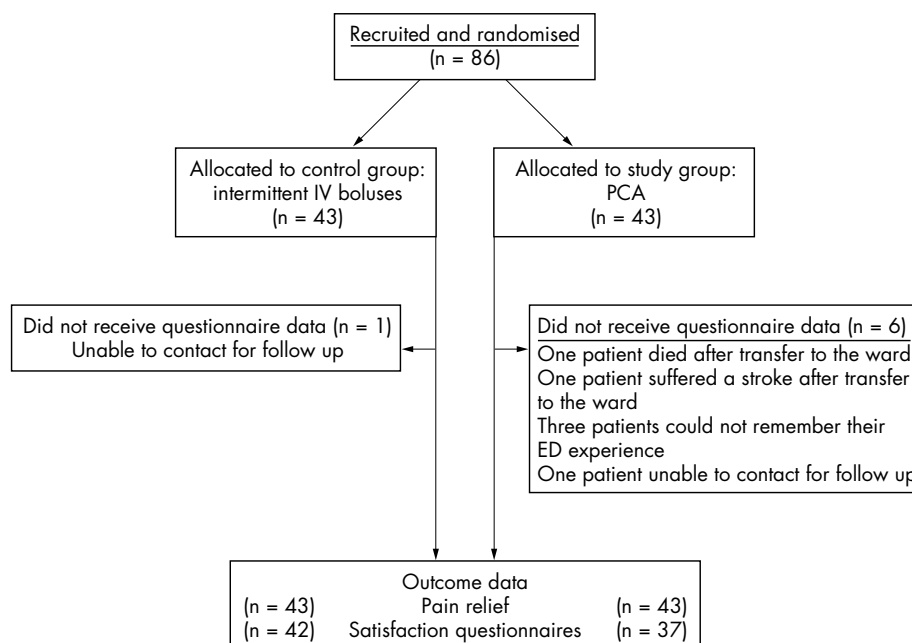 Recruited and randomised
(n = 86)
Allocated to control group:
intermittent IV boluses
(n = 43)
Allocated to study group:
PCA
(n = 43)
Did not receive questionnaire data (n = 1)
Unable to contact for follow up
Did not receive questionnaire data (n = 6)
One patient died after transfer to the ward
One patient suffered a stroke after transfer
to the ward
Three patients could not remember their
ED experience
One patient unable to contact for follow up
Outcome data
(n = 43) Pain relief (n = 43)
(n = 42) Satisfaction questionnaires (n = 37)